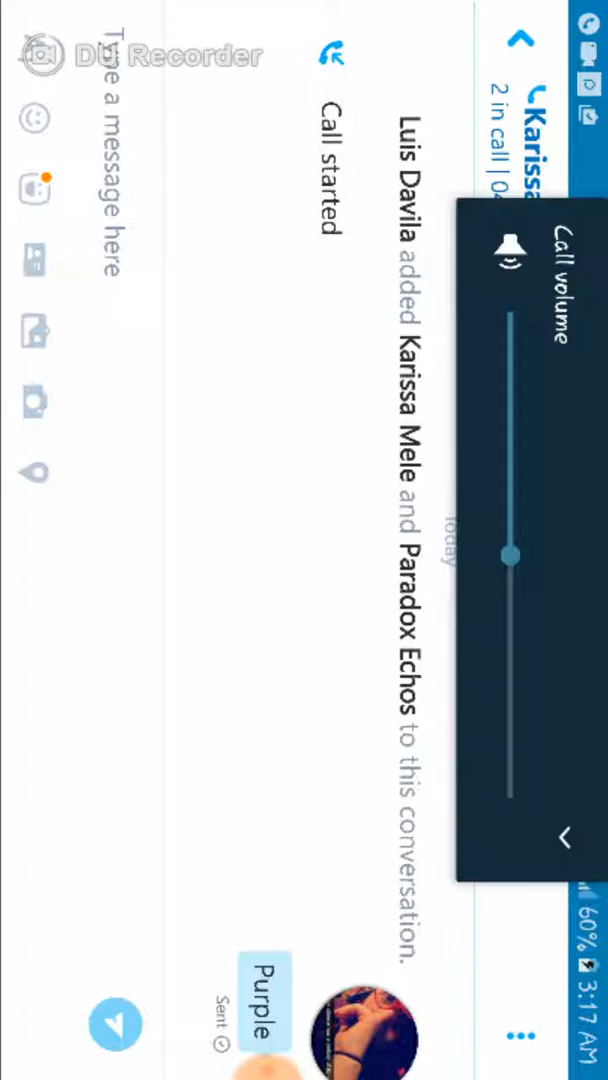 60% 3:17 AM
Call volume
Karissa
2 in call | 04
Today
Luis Davila added Karissa Mele and Paradox Echos to this conversation.
Call started
Purple
Sent
Type a message here
DU Recorder